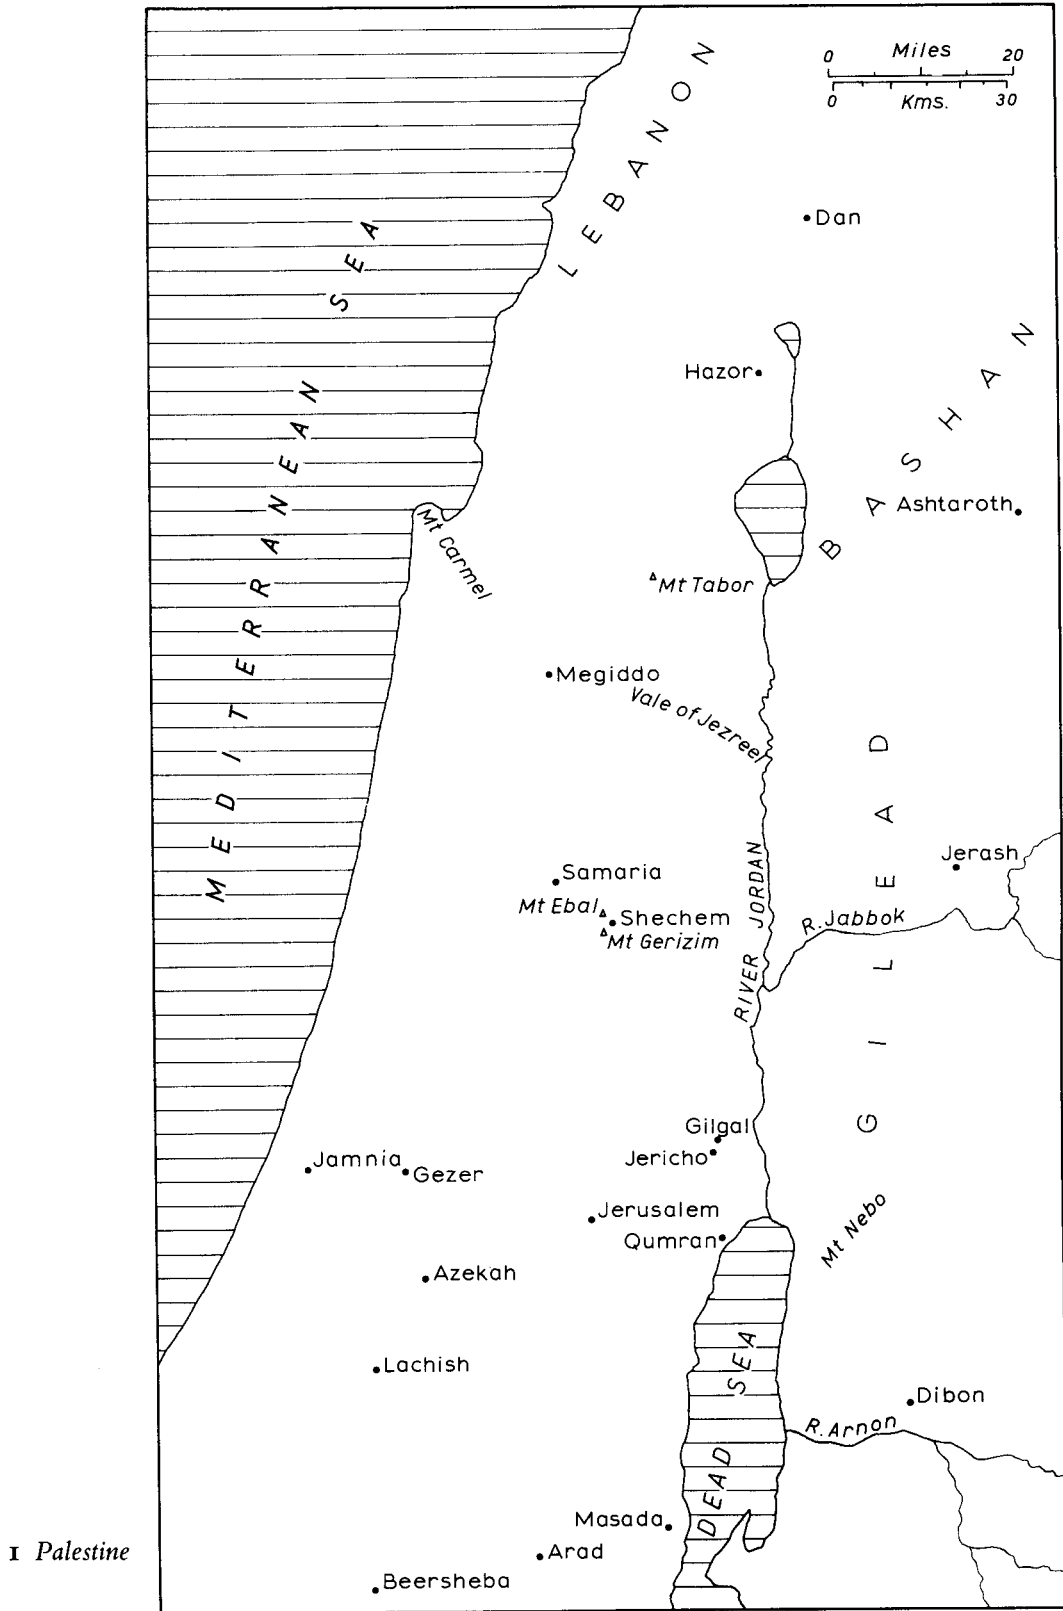 0 Miles 20
0 Kms. 30
LEBANON
Dan
MEDITERRANEAN SEA
Hazor
BASHAN
Ashtaroth
Mt Carmel
Mt Tabor
Megiddo
Vale of Jezreel
GILEAD
Jerash
Samaria
Mt Ebal
Shechem
Mt Gerizim
RIVER JORDAN
R. Jabbok
Gilgal
Jericho
Jamnia
Gezer
Jerusalem
Qumran
Mt Nebo
Azekah
Lachish
DEAD SEA
Dibon
R. Arnon
Masada
Arad
Beersheba
I Palestine